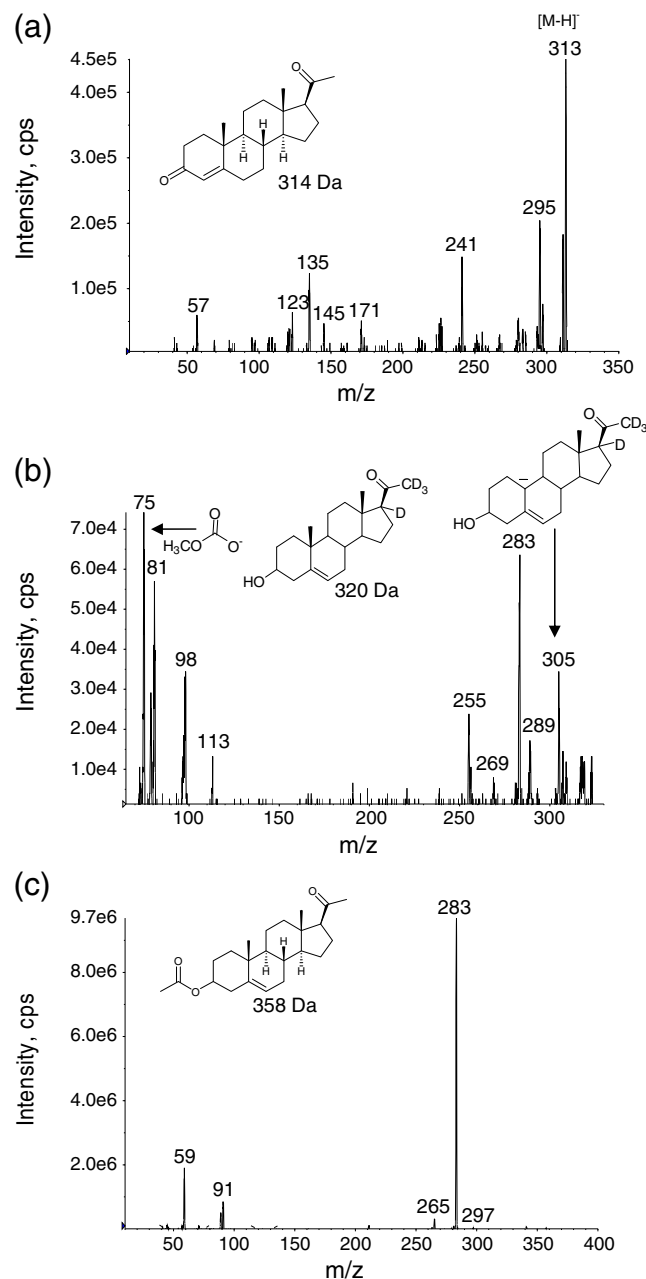 (a)
[M-H]-
313
4.5e5
4.0e5
3.0e5
2.0e5
1.0e5
Intensity, cps
O
H
H
H
O
314 Da
295
241
135
123
145
171
57
50
100
150
200
250
300
350
m/z
(b)
75
7.0e4
6.0e4
5.0e4
4.0e4
3.0e4
2.0e4
1.0e4
Intensity, cps
O
H3CO
O-
81
98
113
O
CD3
D
HO
320 Da
O
CD3
D
–
HO
283
305
255
269
289
100
150
200
250
300
m/z
(c)
9.7e6
8.0e6
6.0e6
4.0e6
2.0e6
Intensity, cps
O
O
O
H
H
H
358 Da
283
59
91
265
297
50
100
150
200
250
300
350
400
m/z